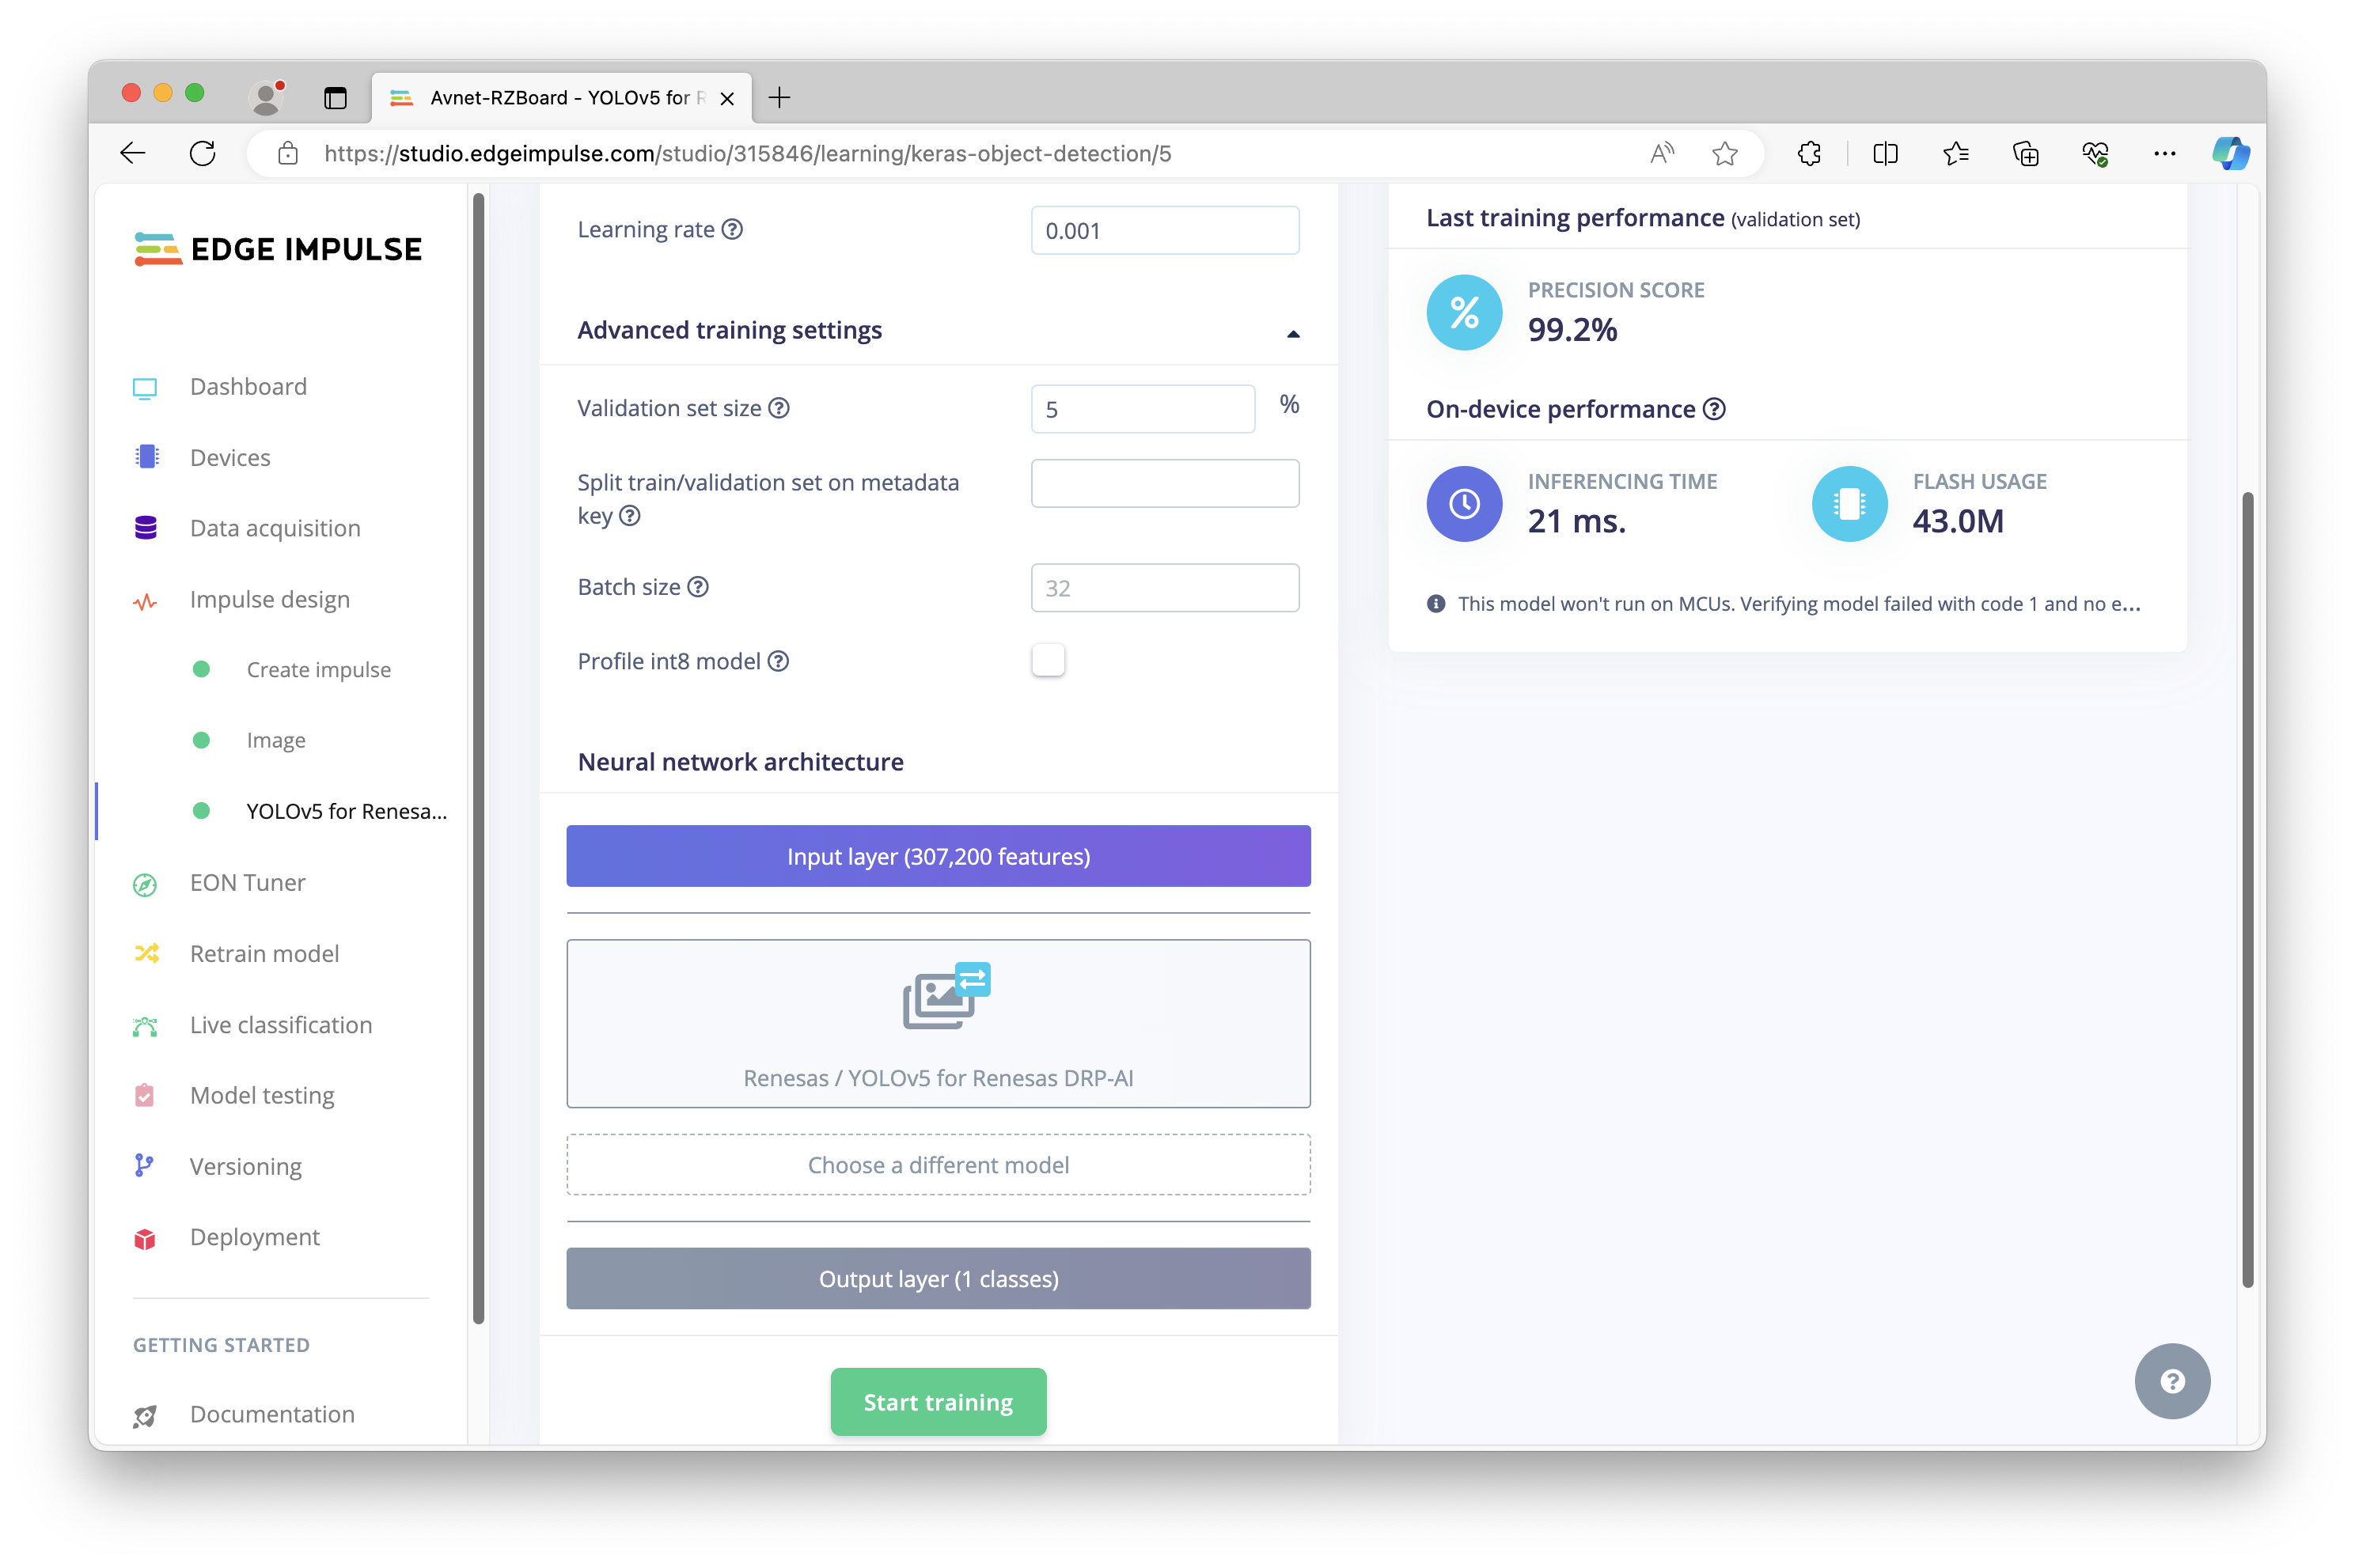 Avnet-RZBoard - YOLOv5 for R
https://studio.edgeimpulse.com/studio/315846/learning/keras-object-detection/5
EDGE IMPULSE
Dashboard
Devices
Data acquisition
Impulse design
Create impulse
Image
YOLOv5 for Renesa...
EON Tuner
Retrain model
Live classification
Model testing
Versioning
Deployment
GETTING STARTED
Documentation
Learning rate ?
0.001
Advanced training settings
Validation set size ?
5
%
Split train/validation set on metadata
key ?
Batch size ?
32
Profile int8 model ?
Neural network architecture
Input layer (307,200 features)
Renesas / YOLOv5 for Renesas DRP-AI
Choose a different model
Output layer (1 classes)
Start training
Last training performance (validation set)
%
PRECISION SCORE
99.2%
On-device performance ?
INFERENCING TIME
21 ms.
FLASH USAGE
43.0M
This model won't run on MCUs. Verifying model failed with code 1 and no e...
?